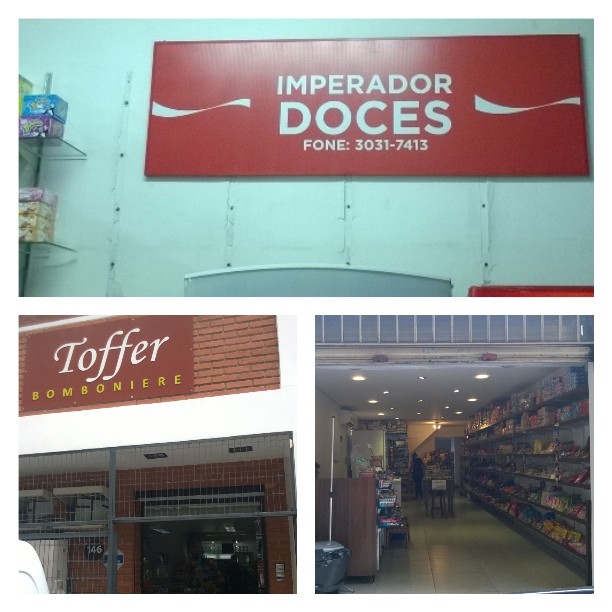 IMPERADOR
DOCES
FONE: 3031-7413
Toffer
BOMBONIERE
146